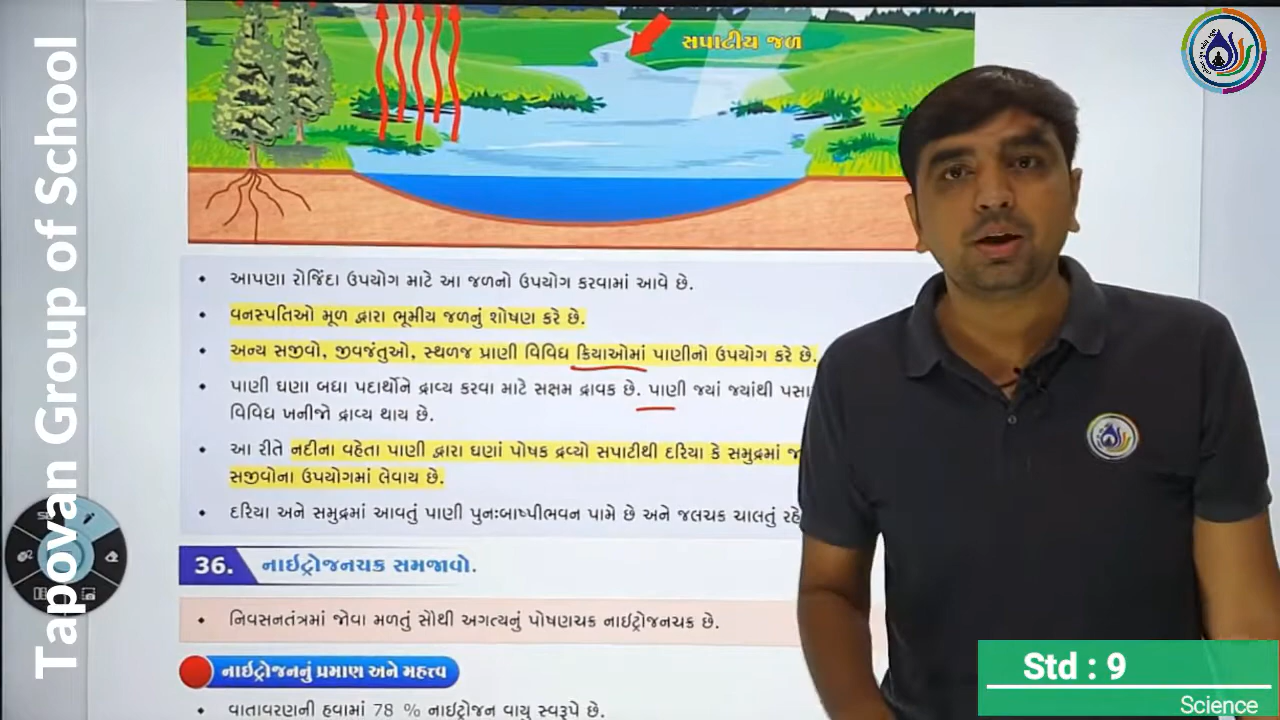 Tapovan Group of School
સપાટીય જળ
• આપણા રોજિંદા ઉપયોગ માટે આ જળનો ઉપયોગ કરવામાં આવે છે.
• વનસ્પતિઓ મૂળ દ્વારા ભૂમીય જળનું શોષણ કરે છે.
• અન્ય સજીવો, જીવજંતુઓ, સ્થળજ પ્રાણી વિવિધ ક્રિયાઓમાં પાણીનો ઉપયોગ કરે છે.
• પાણી ઘણા બધા પદાર્થોને દ્રાવ્ય કરવા માટે સક્ષમ દ્રાવક છે. પાણી જ્યાં જ્યાંથી
વિવિધ ખનીજો દ્રાવ્ય થાય છે.
• આ રીતે નદીના વહેતા પાણી દ્વારા ઘણાં પોષક દ્રવ્યો સપાટીથી દરિયા કે સમુદ્રમાં
સજીવોના ઉપયોગમાં લેવાય છે.
• દરિયા અને સમુદ્રમાં આવતું પાણી પુનઃબાષ્પીભવન પામે છે અને જલચક્ર ચાલતું રહે
36. નાઈટ્રોજનચક્ર સમજાવો.
• નિવસનતંત્રમાં જોવા મળતું સૌથી અગત્યનું પોષણચક્ર નાઈટ્રોજનચક્ર છે.
નાઈટ્રોજનનું પ્રમાણ અને મહત્ત્વ
• વાતાવરણની હવામાં 78 % નાઈટ્રોજન વાયુ સ્વરૂપે છે.
Std : 9
Science